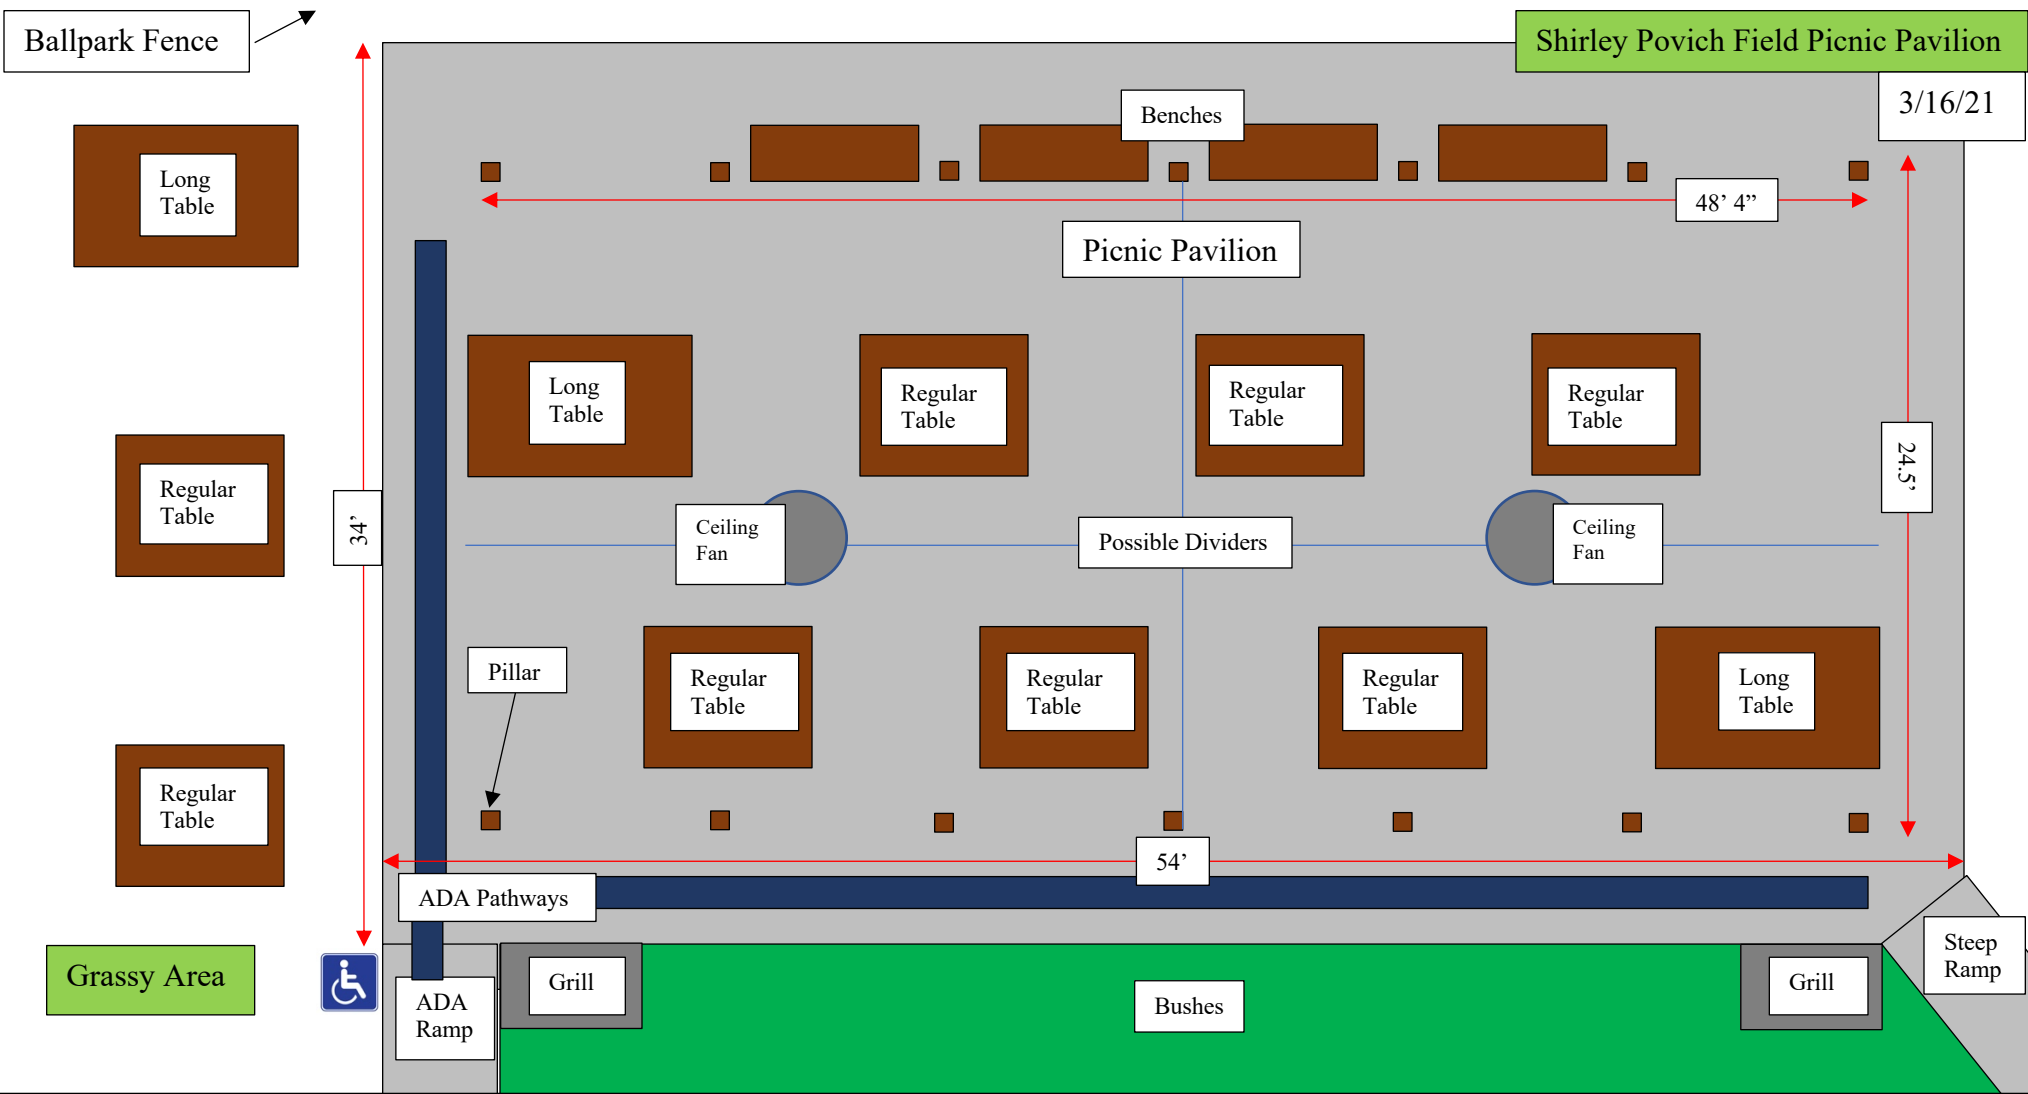 Ballpark Fence
Shirley Povich Field Picnic Pavilion
3/16/21
Benches
Long
Table
48’ 4”
Picnic Pavilion
Long
Table
Regular
Table
Regular
Table
Regular
Table
24.5’
Regular
Table
34’
Ceiling
Fan
Possible Dividers
Ceiling
Fan
Pillar
Regular
Table
Regular
Table
Regular
Table
Long
Table
Regular
Table
54’
ADA Pathways
Grassy Area
ADA
Ramp
Grill
Bushes
Grill
Steep
Ramp